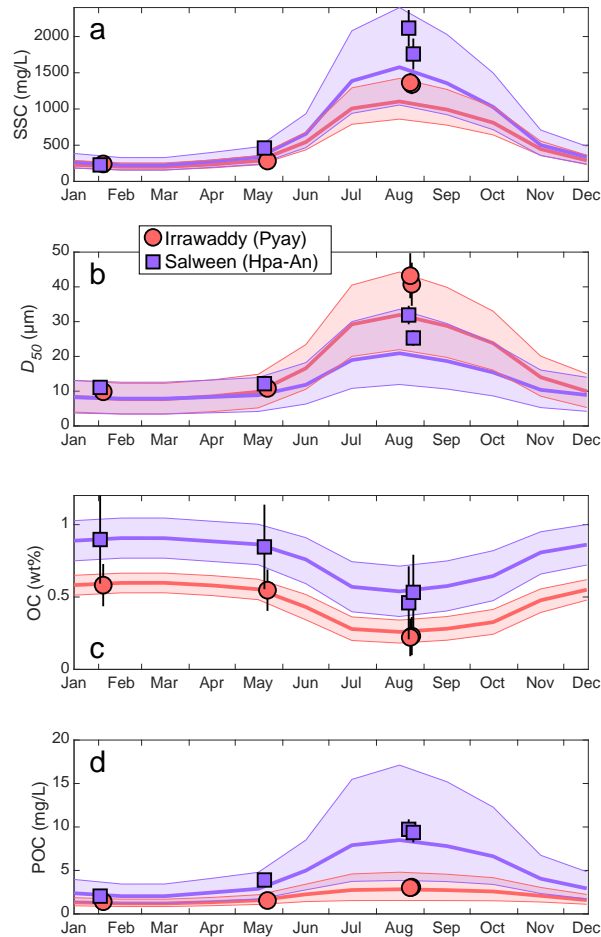 a
SSC (mg/L)
2000
1500
1000
500
0
Jan Feb Mar Apr May Jun Jul Aug Sep Oct Nov Dec
Irrawaddy (Pyay)
Salween (Hpa-An)
b
D50 (μm)
50
40
30
20
10
0
Jan Feb Mar Apr May Jun Jul Aug Sep Oct Nov Dec
OC (wt%)
1
0.5
0
c
Jan Feb Mar Apr May Jun Jul Aug Sep Oct Nov Dec
d
POC (mg/L)
20
15
10
5
0
Jan Feb Mar Apr May Jun Jul Aug Sep Oct Nov Dec